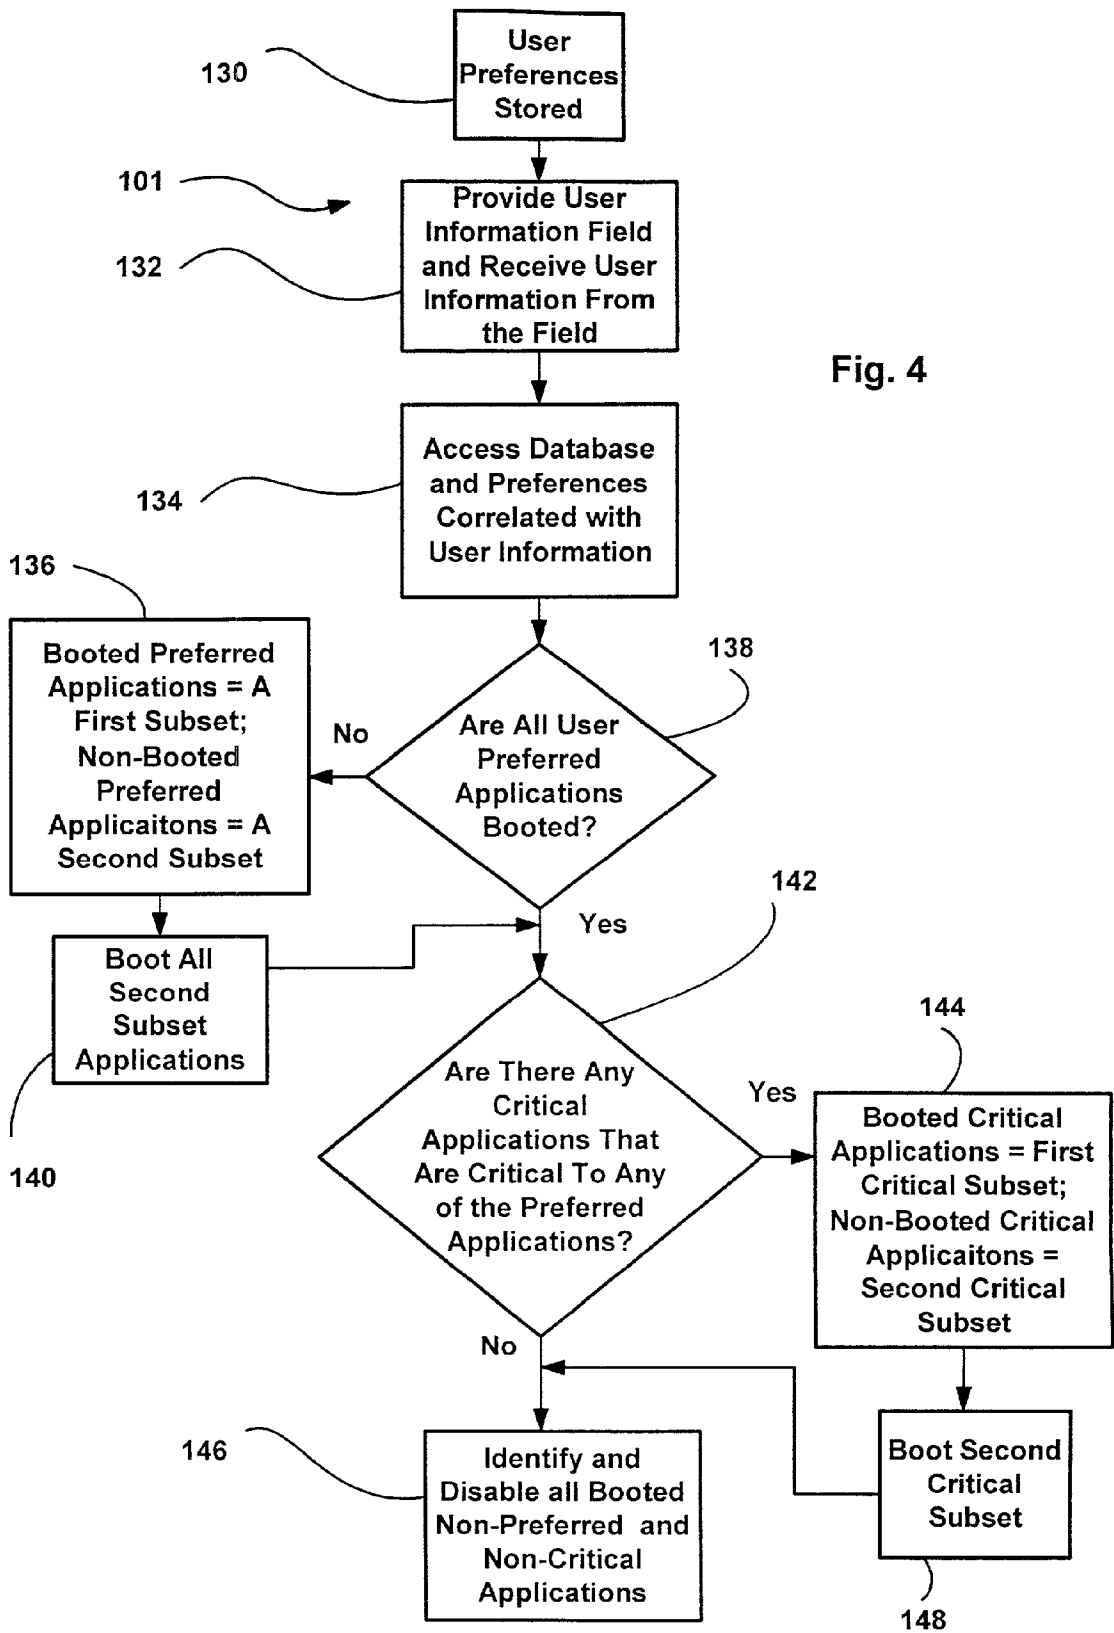 User
Preferences
Stored
130
101
Provide User
Information Field
and Receive User
Information From
the Field
132
Fig. 4
Access Database
and Preferences
Correlated with
User Information
134
136
138
Booted Preferred
Applications = A
First Subset;
Non-Booted
Preferred
Applicaitons = A
Second Subset
No
Are All User
Preferred
Applications
Booted?
142
Yes
Boot All
Second
Subset
Applications
140
144
Are There Any
Critical
Applications That
Are Critical To Any
of the Preferred
Applications?
Yes
Booted Critical
Applications = First
Critical Subset;
Non-Booted Critical
Applicaitons =
Second Critical
Subset
No
146
Identify and
Disable all Booted
Non-Preferred and
Non-Critical
Applications
Boot Second
Critical
Subset
148